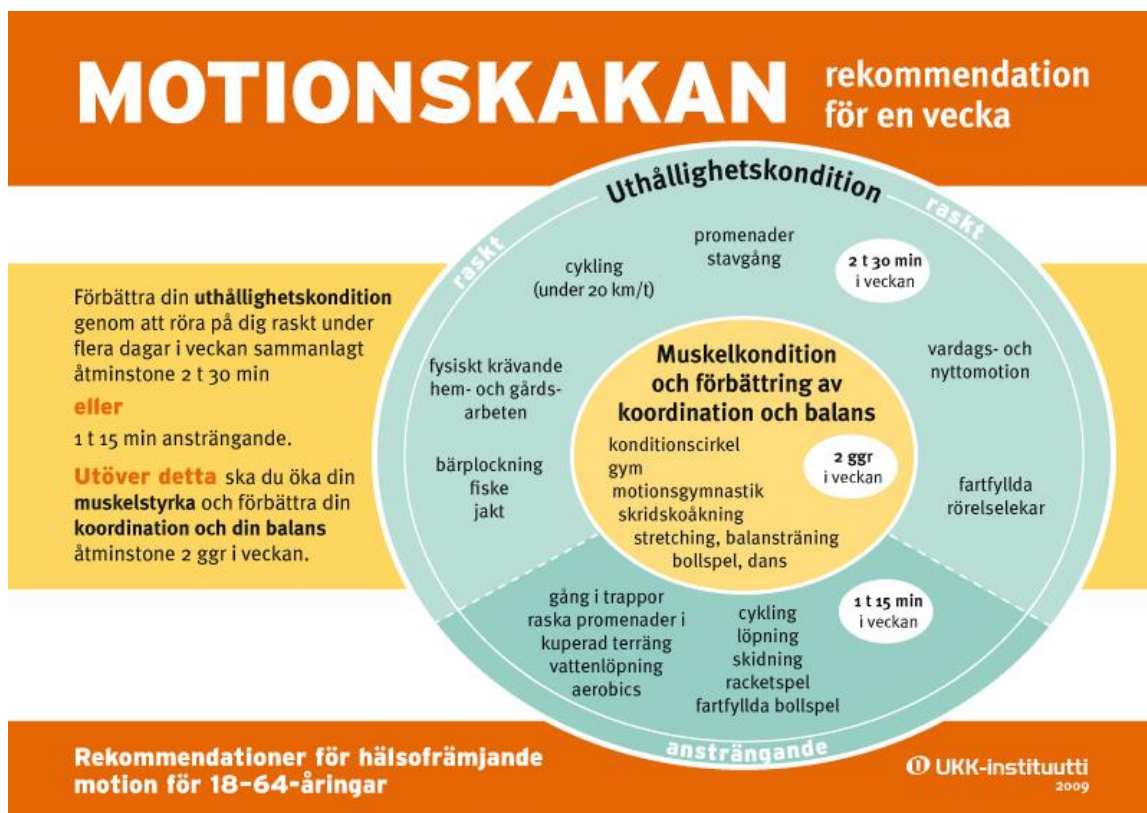 MOTIONSKAKAN
rekommendation
för en vecka
Förbättra din uthållighetskondition
genom att röra på dig raskt under
flera dagar i veckan sammanlagt
åtminstone 2 t 30 min
eller
1 t 15 min ansträngande.
Utöver detta ska du öka din
muskelstyrka och förbättra din
koordination och din balans
åtminstone 2 ggr i veckan.
Uthållighetskondition
raskt
raskt
promenader
stavgång
2 t 30 min
i veckan
cykling
(under 20 km/t)
fysiskt krävande
hem- och gårds-
arbeten
bärplockning
fiske
jakt
vardags- och
nyttomotion
fartfyllda
rörelselekar
Muskelkondition
och förbättring av
koordination och balans
konditionscirkel
gym
motionsgymnastik
skridskoåkning
stretching, balansträning
bollspel, dans
2 ggr
i veckan
gång i trappor
raska promenader i
kuperad terräng
vattenlöpning
aerobics
cykling
löpning
skidning
racketspel
fartfyllda bollspel
1 t 15 min
i veckan
ansträngande
Rekommendationer för hälsofrämjande
motion för 18–64-åringar
UKK-instituutti
2009